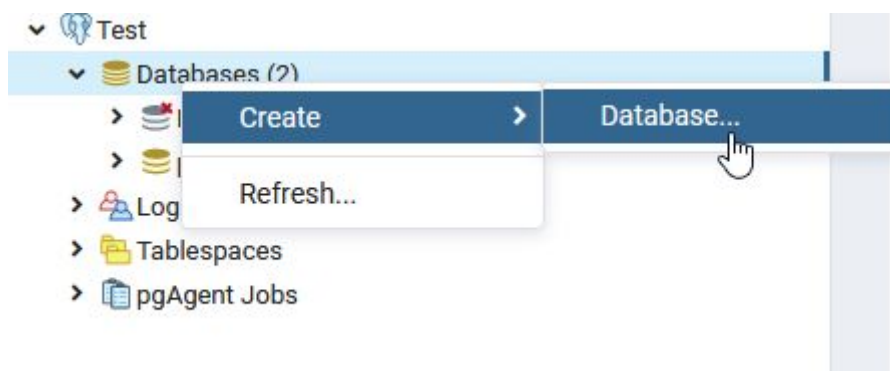 Test
Databases (2)
Create
Database...
Refresh...
Log
Tablespaces
pgAgent Jobs